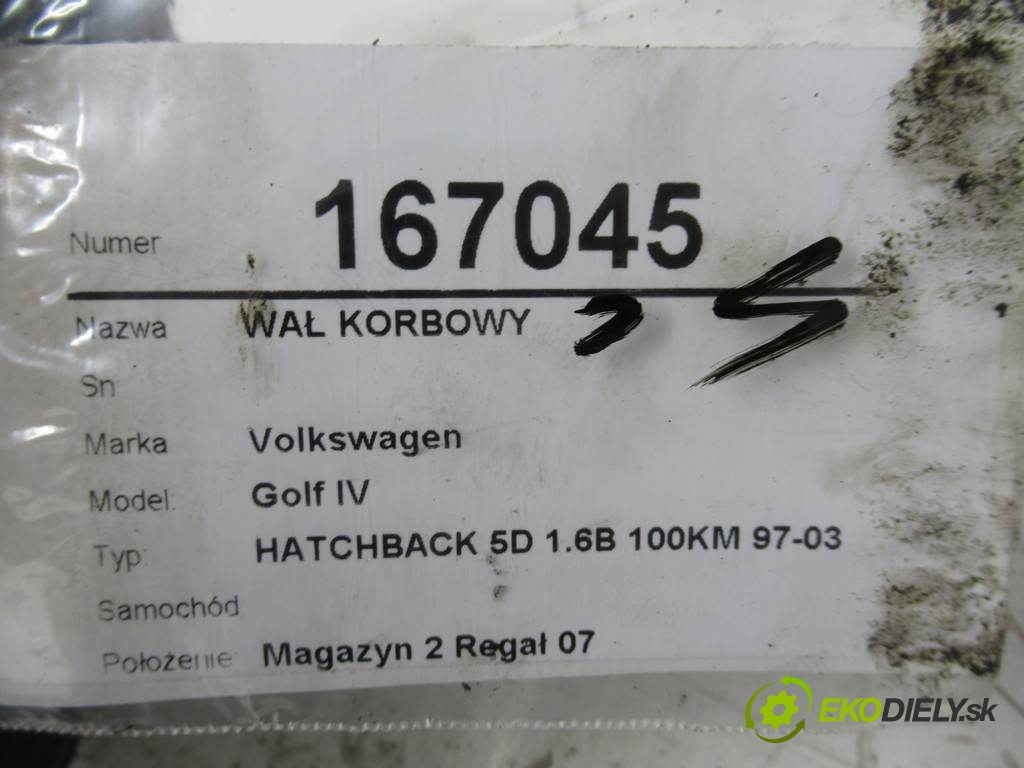 Numer 167045
Nazwa WAŁ KORBOWY
Sn
Marka Volkswagen
Model: Golf IV
Typ: HATCHBACK 5D 1.6B 100KM 97-03
Samochód
Położenie: Magazyn 2 Regał 07
EKODIELY.sk